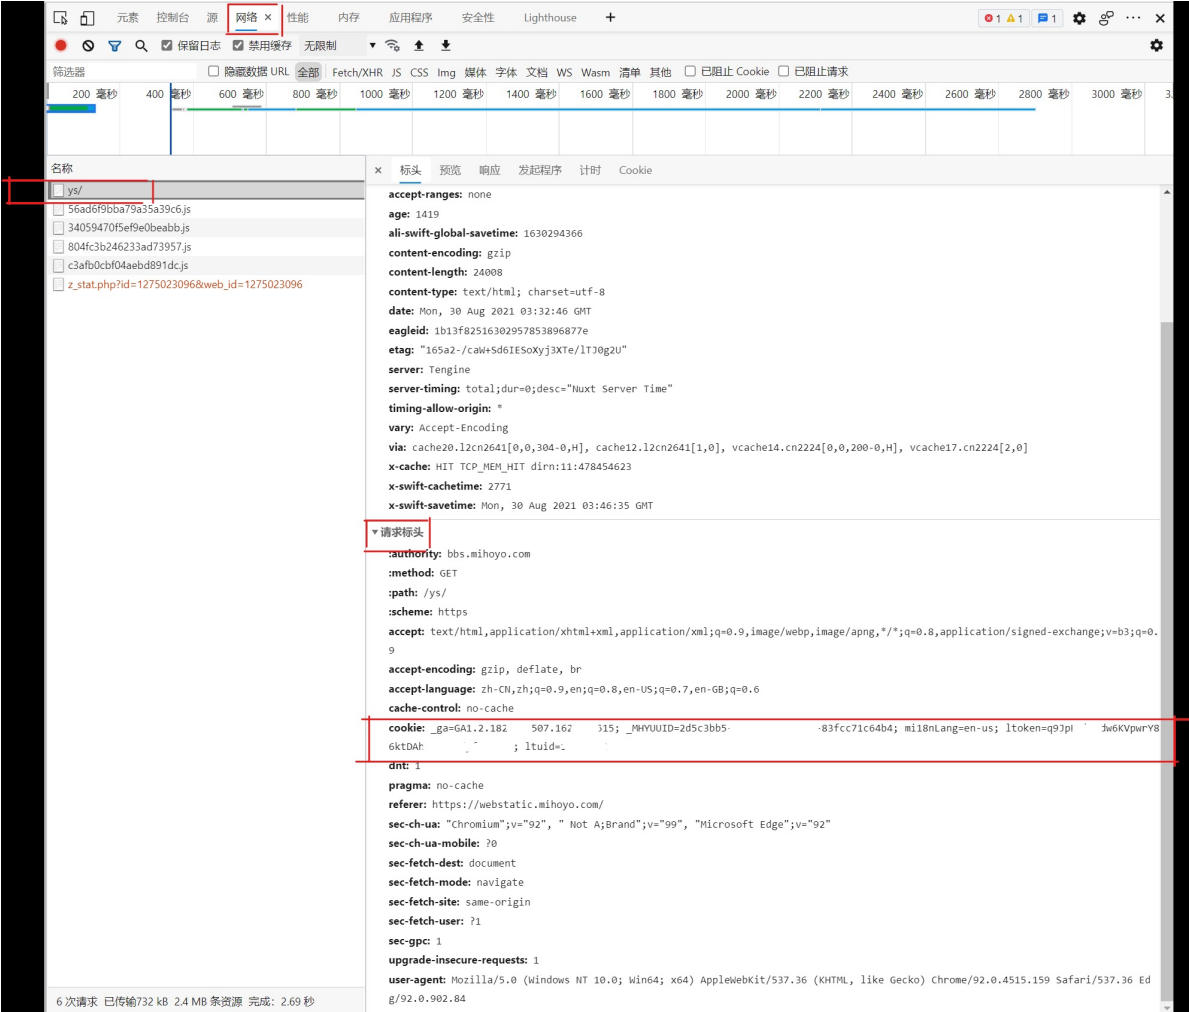 元素 控制台 源 网络 × 性能 内存 应用程序 安全性 Lighthouse + 1 1 1
保留日志 禁用缓存 无限制
筛选器 隐藏数据 URL 全部 Fetch/XHR JS CSS Img 媒体 字体 文档 WS Wasm 清单 其他 已阻止 Cookie 已阻止请求
200 毫秒 400 毫秒 600 毫秒 800 毫秒 1000 毫秒 1200 毫秒 1400 毫秒 1600 毫秒 1800 毫秒 2000 毫秒 2200 毫秒 2400 毫秒 2600 毫秒 2800 毫秒 3000 毫秒
名称
ys/
56ad6f9bba79a35a39c6.js
34059470f5ef9e0beabb.js
804fc3b246233ad73957.js
c3afb0cbf04aebd891dc.js
z_stat.php?id=1275023096&web_id=1275023096
6 次请求 已传输732 kB 2.4 MB 条资源 完成: 2.69 秒
× 标头 预览 响应 发起程序 计时 Cookie
accept-ranges: none
age: 1419
ali-swift-global-savetime: 1630294366
content-encoding: gzip
content-length: 24008
content-type: text/html; charset=utf-8
date: Mon, 30 Aug 2021 03:32:46 GMT
eagleid: 1b13f82516302957853896877e
etag: "165a2-/caW+Sd6IESoXyj3XTe/lTJ0g2U"
server: Tengine
server-timing: total;dur=0;desc="Nuxt Server Time"
timing-allow-origin: *
vary: Accept-Encoding
via: cache20.l2cn2641[0,0,304-0,H], cache12.l2cn2641[1,0], vcache14.cn2224[0,0,200-0,H], vcache17.cn2224[2,0]
x-cache: HIT TCP_MEM_HIT dirn:11:478454623
x-swift-cachetime: 2771
x-swift-savetime: Mon, 30 Aug 2021 03:46:35 GMT
请求标头
:authority: bbs.mihoyo.com
:method: GET
:path: /ys/
:scheme: https
accept: text/html,application/xhtml+xml,application/xml;q=0.9,image/webp,image/apng,*/*;q=0.8,application/signed-exchange;v=b3;q=0.
9
accept-encoding: gzip, deflate, br
accept-language: zh-CN,zh;q=0.9,en;q=0.8,en-US;q=0.7,en-GB;q=0.6
cache-control: no-cache
cookie: _ga=GA1.2.182 507.162 515; _MHYUUID=2d5c3bb5- -83fcc71c64b4; mi18nLang=en-us; ltoken=q9JpH dw6KVpwrY8
6ktDAh ; ltuid=
dnt: 1
pragma: no-cache
referer: https://webstatic.mihoyo.com/
sec-ch-ua: "Chromium";v="92", " Not A;Brand";v="99", "Microsoft Edge";v="92"
sec-ch-ua-mobile: ?0
sec-fetch-dest: document
sec-fetch-mode: navigate
sec-fetch-site: same-origin
sec-fetch-user: ?1
sec-gpc: 1
upgrade-insecure-requests: 1
user-agent: Mozilla/5.0 (Windows NT 10.0; Win64; x64) AppleWebKit/537.36 (KHTML, like Gecko) Chrome/92.0.4515.159 Safari/537.36 Ed
g/92.0.902.84